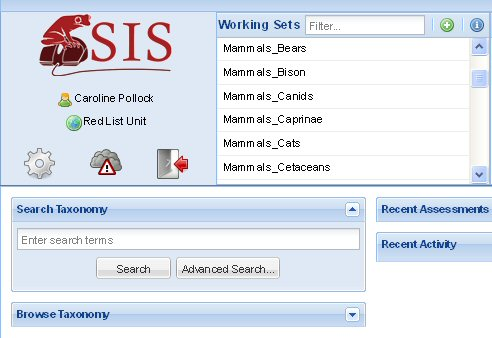 SIS
Caroline Pollock
Red List Unit
Working Sets Filter...
Mammals_Bears
Mammals_Bison
Mammals_Canids
Mammals_Caprinae
Mammals_Cats
Mammals_Cetaceans
Search Taxonomy
Enter search terms
Search Advanced Search...
Browse Taxonomy
Recent Assessments
Recent Activity